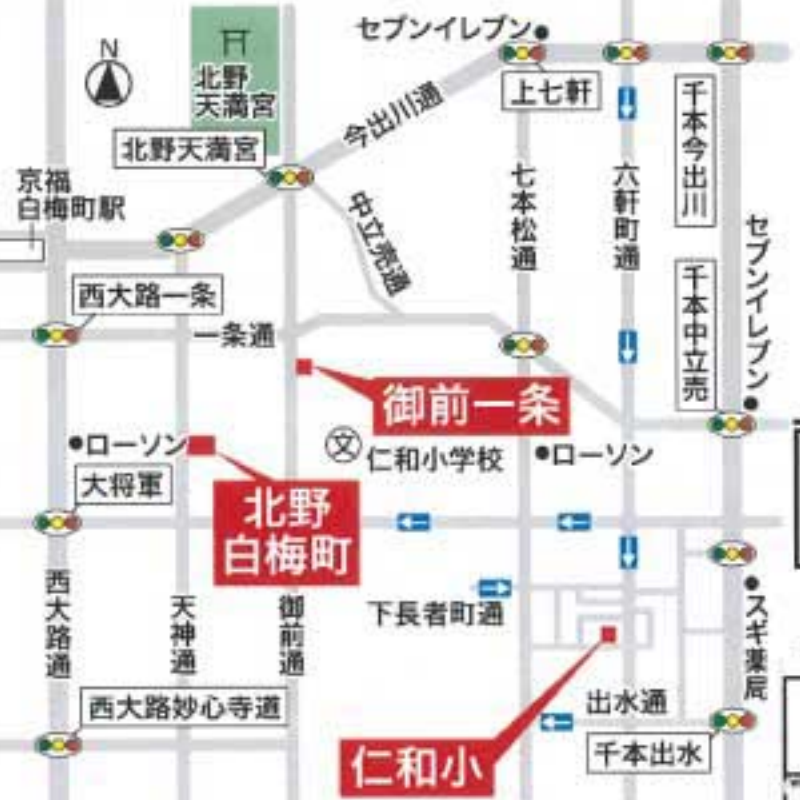 セブンイレブン
N
北野
天満宮
上七軒
今出川通
千本今出川
北野天満宮
京福
白梅町駅
中立売通
七本松通
六軒町通
セブンイレブン
西大路一条
千本中立売
一条通
御前一条
ローソン
文
仁和小学校
ローソン
大将軍
北野
白梅町
西大路通
天神通
御前通
下長者町通
スギ薬局
西大路妙心寺道
出水通
仁和小
千本出水